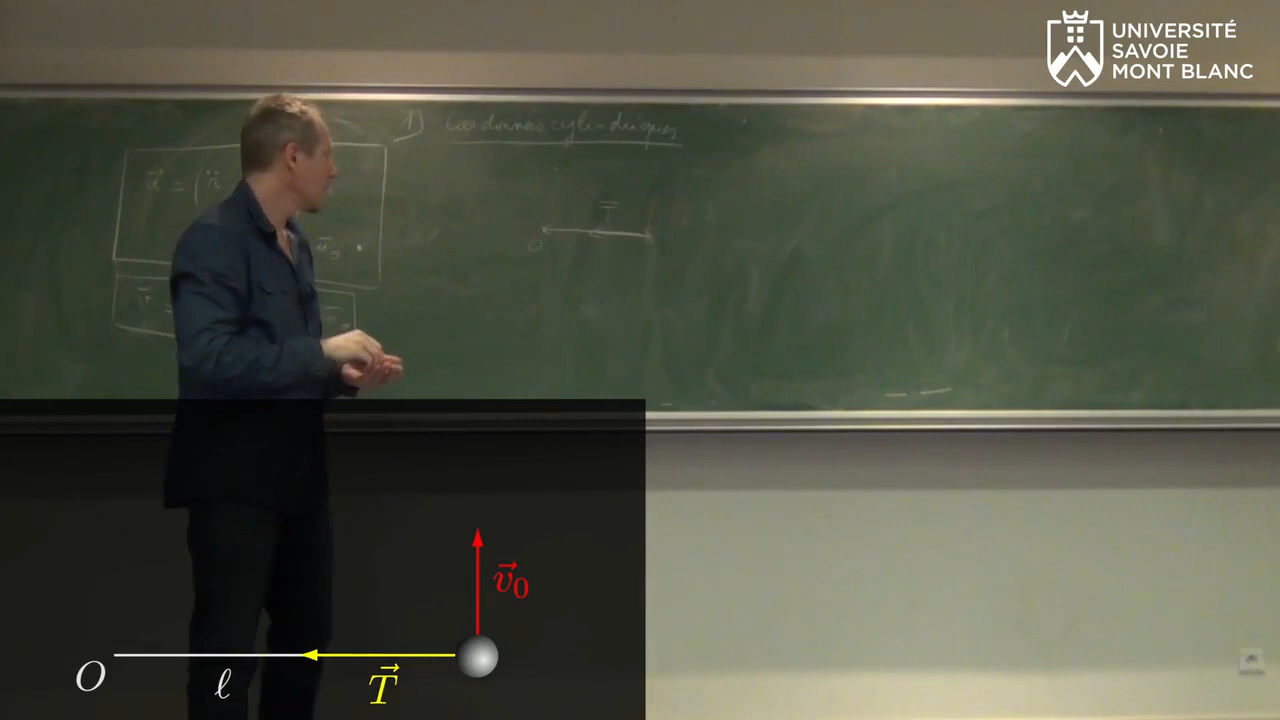 UNIVERSITÉ
SAVOIE
MONT BLANC
1) Coordonnées cylindriques
T
O
v⃗₀
O
ℓ
T⃗